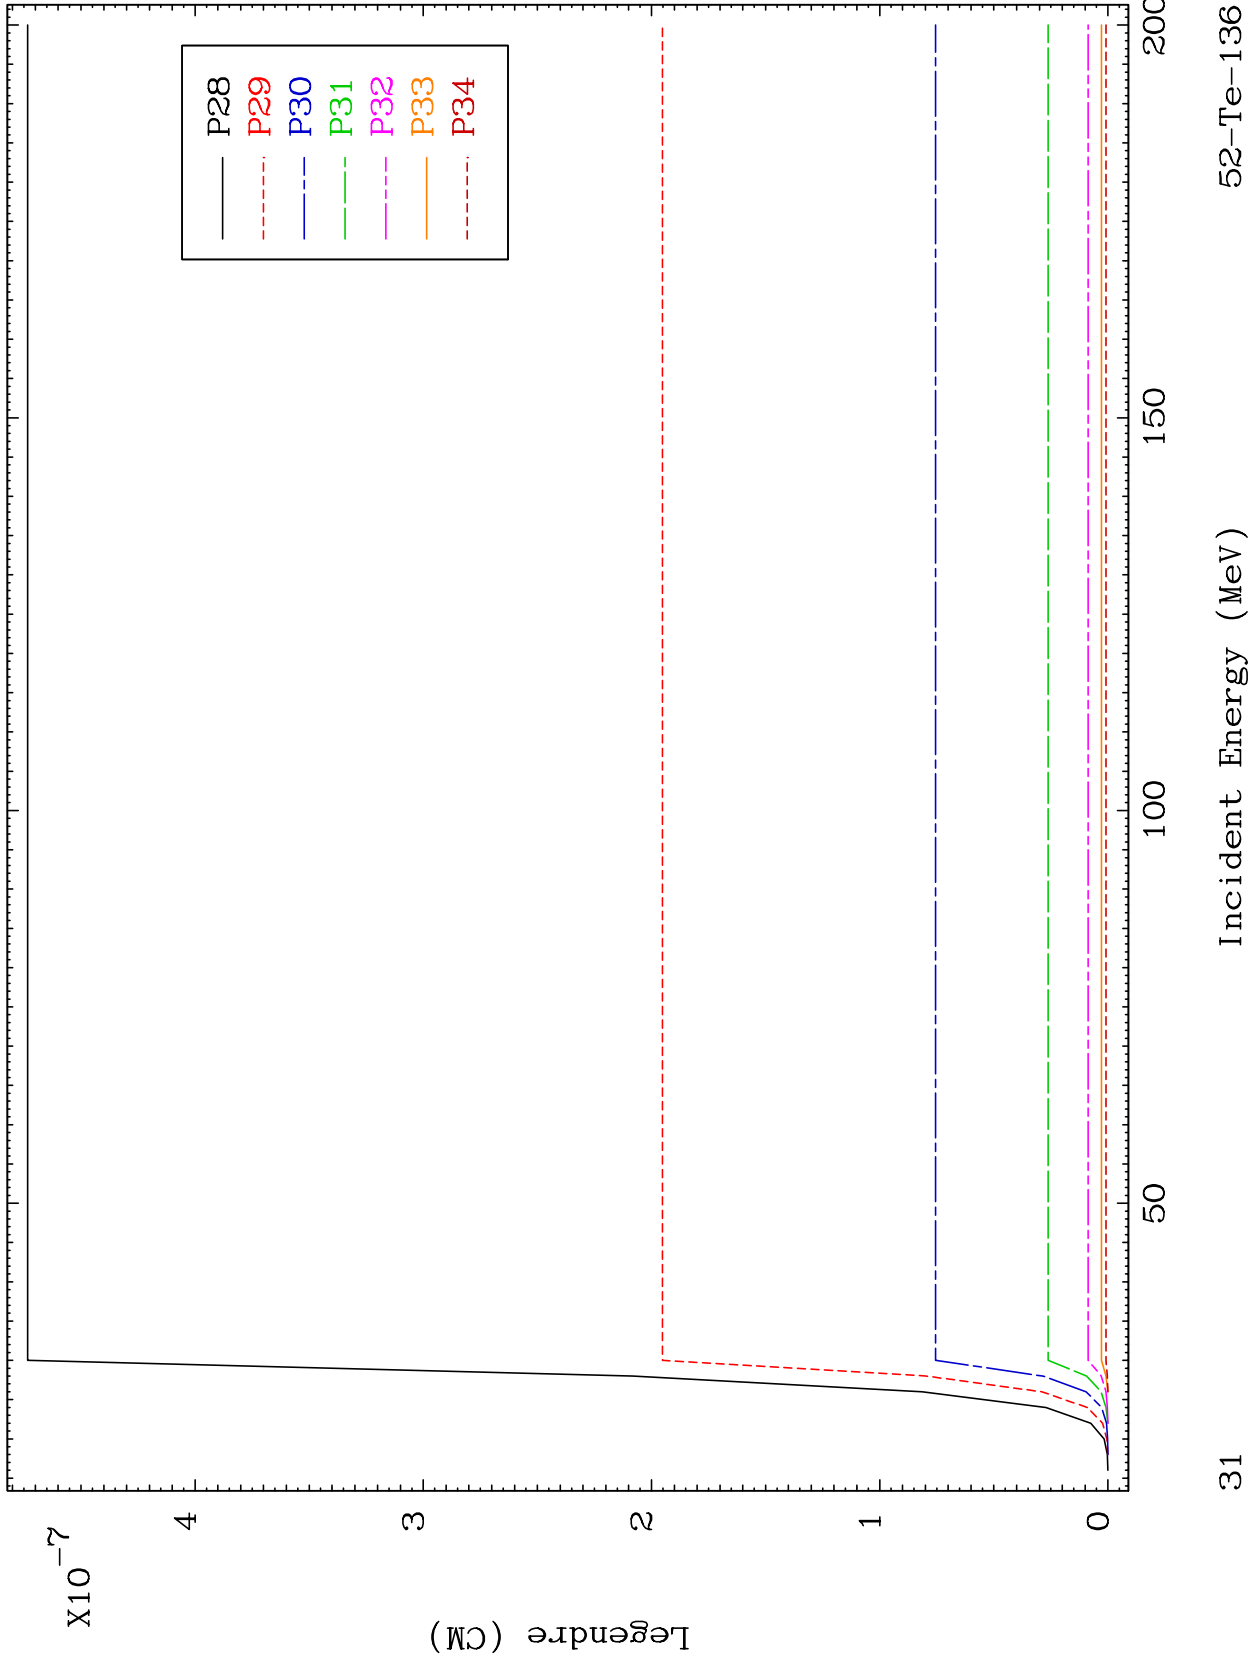 X10⁻⁷
Legendre (CM)
4
3
2
1
0
P28
P29
P30
P31
P32
P33
P34
50
100
150
200
Incident Energy (MeV)
31
52-Te-136